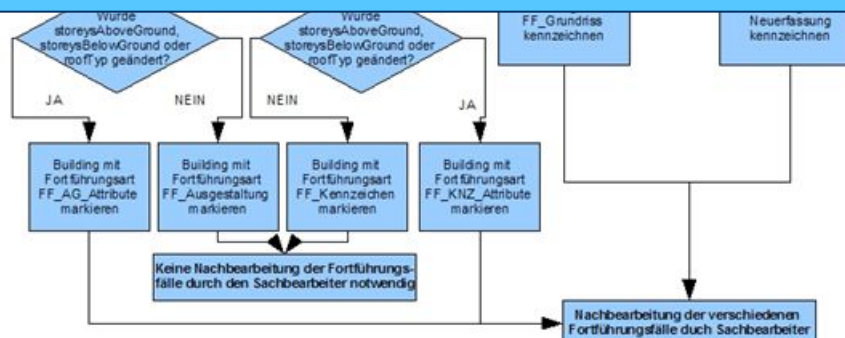 Wurde
storeysAboveGround,
storeysBelowGround oder
roofTyp geändert?
Wurde
storeysAboveGround,
storeysBelowGround oder
roofTyp geändert?
FF_Grundriss
kennzeichnen
Neuerfassung
kennzeichnen
JA
NEIN
NEIN
JA
Building mit
Fortführungsart
FF_AG_Attribute
markieren
Building mit
Fortführungsart
FF_Ausgestaltung
markieren
Building mit
Fortführungsart
FF_Kennzeichen
markieren
Building mit
Fortführungsart
FF_KNZ_Attribute
markieren
Keine Nachbearbeitung der Fortführungs-
fälle durch den Sachbearbeiter notwendig
Nachbearbeitung der verschiedenen
Fortführungsfälle duch Sachbearbeiter